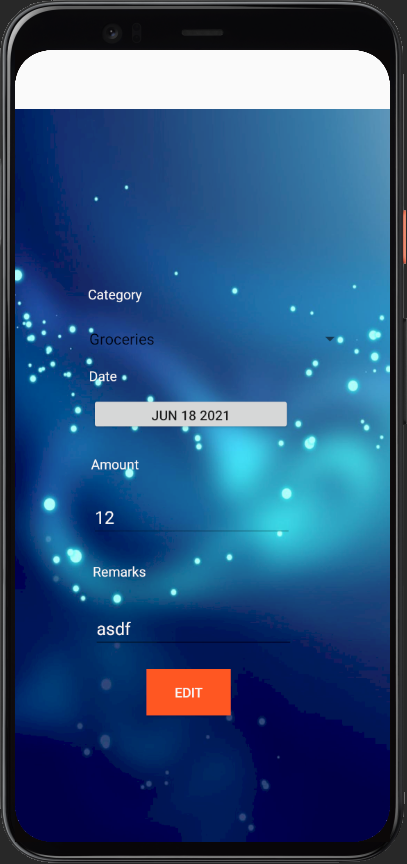 Category
Groceries
Date
JUN 18 2021
Amount
12
Remarks
asdf
EDIT